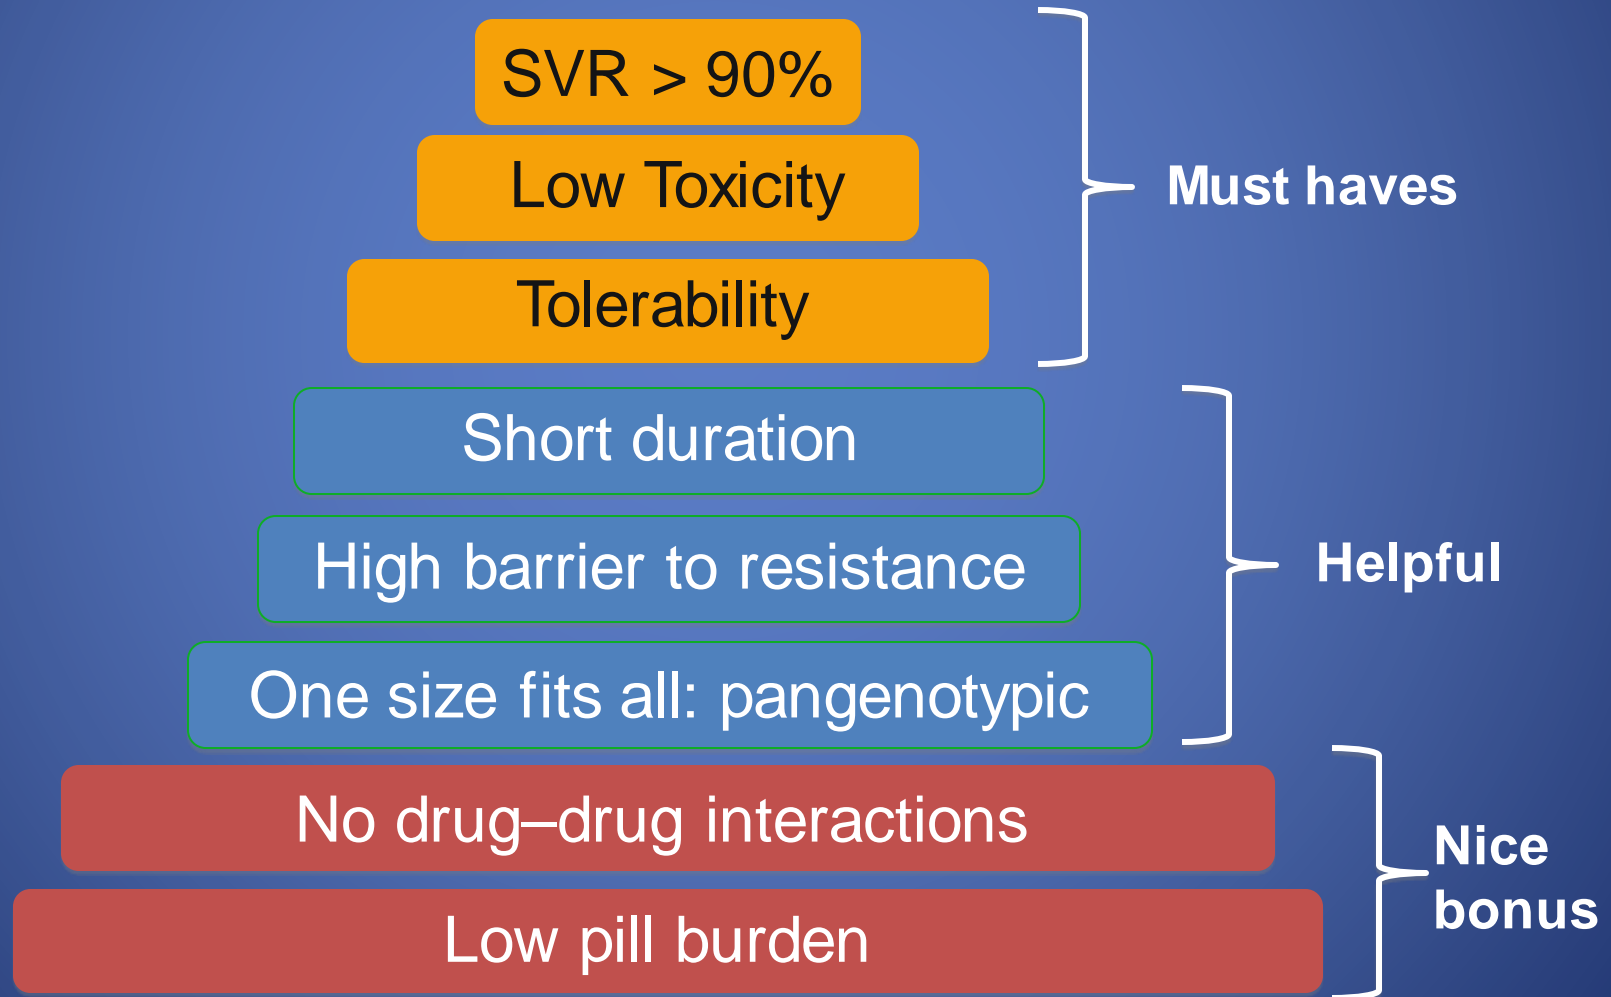 SVR > 90%
Low Toxicity
Tolerability
Must haves
Short duration
High barrier to resistance
One size fits all: pangenotypic
Helpful
No drug–drug interactions
Low pill burden
Nice
bonus